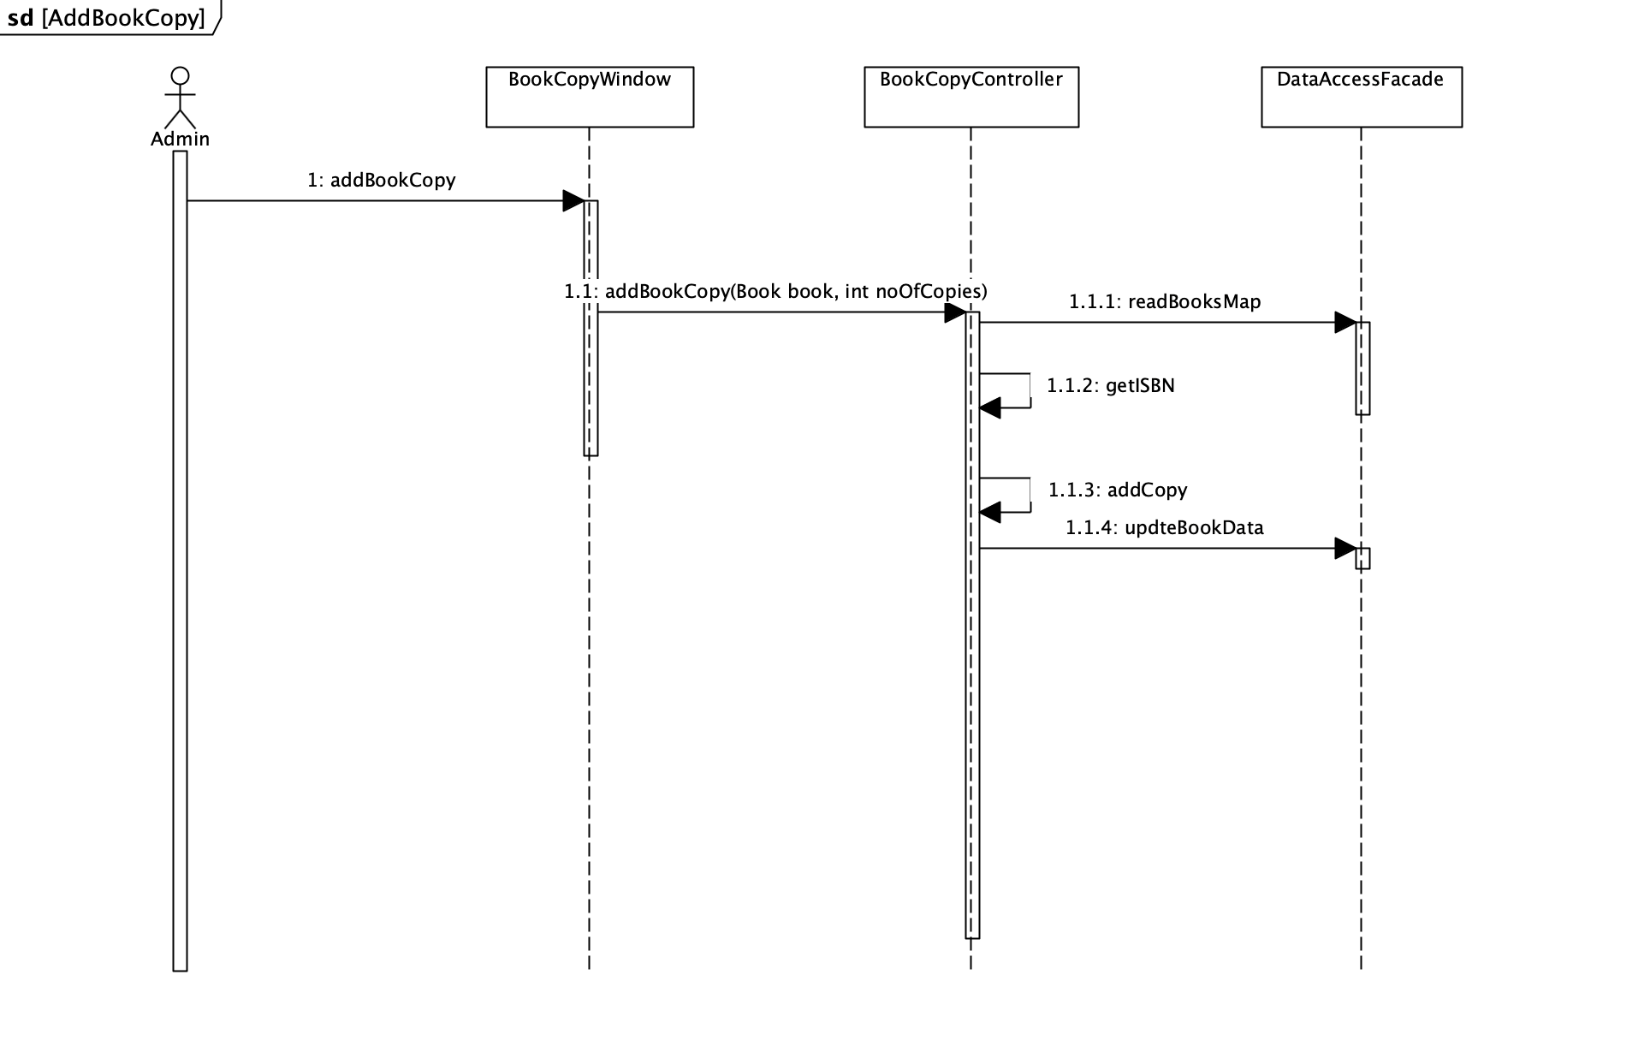 sd [AddBookCopy]
Admin
BookCopyWindow
BookCopyController
DataAccessFacade
1: addBookCopy
1.1: addBookCopy(Book book, int noOfCopies)
1.1.1: readBooksMap
1.1.2: getISBN
1.1.3: addCopy
1.1.4: updteBookData